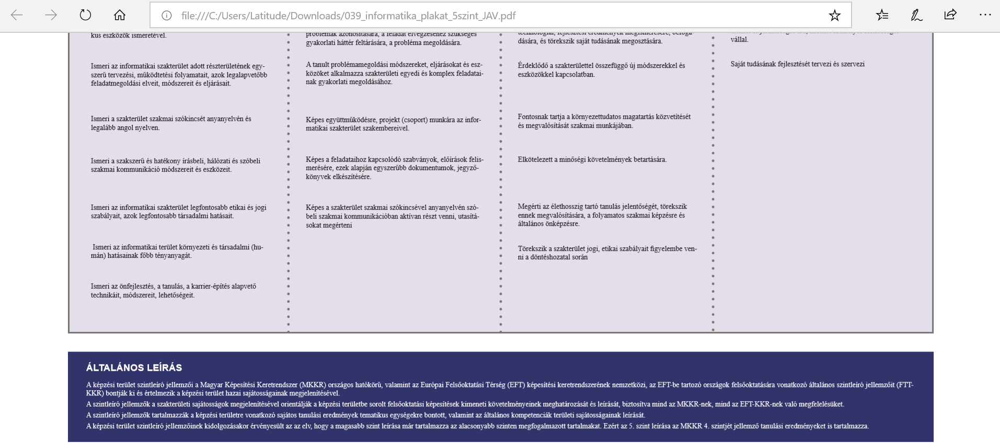 file:///C:/Users/Latitude/Downloads/039_informatika_plakat_5szint_JAV.pdf
kus eszközök ismeretével.
Ismeri az informatikai szakterület adott részterületének egy-
szerű tervezési, működtetési folyamatait, azok legalapvetőbb
feladatmegoldási elveit, módszereit és eljárásait.
Ismeri a szakterület szakmai szókincsét anyanyelvén és
legalább angol nyelven.
Ismeri a szakszerű és hatékony írásbeli, hálózati és szóbeli
szakmai kommunikáció módszereit és eszközeit.
Ismeri az informatikai szakterület legfontosabb etikai és jogi
szabályait, azok legfontosabb társadalmi hatásait.
Ismeri az informatikai terület környezeti és társadalmi (hu-
mán) hatásainak főbb tényanyagát.
Ismeri az önfejlesztés, a tanulás, a karrier-építés alapvető
technikáit, módszereit, lehetőségeit.
problémák azonosítására, a feladat elvégzéséhez szükséges
gyakorlati háttér feltárására, a probléma megoldására.
A tanult problémamegoldási módszereket, eljárásokat és esz-
közöket alkalmazza szakterületi egyedi és komplex feladatai-
nak gyakorlati megoldásához.
Képes együttműködésre, projekt (csoport) munkára az infor-
matikai szakterület szakembereivel.
Képes a feladataihoz kapcsolódó szabványok, előírások felis-
merésére, ezek alapján egyszerűbb dokumentumok, jegyző-
könyvek elkészítésére.
Képes a szakterület szakmai szókincsével anyanyelvén szó-
beli szakmai kommunikációban aktívan részt venni, utasítá-
sokat megérteni
technológiai, fejlesztési eredmények megismerésére, befoga-
dására, és törekszik saját tudásának megosztására.
Érdeklődő a szakterülettel összefüggő új módszerekkel és
eszközökkel kapcsolatban.
Fontosnak tartja a környezettudatos magatartás közvetítését
és megvalósítását szakmai munkájában.
Elkötelezett a minőségi követelmények betartására.
Megérti az élethosszig tartó tanulás jelentőségét, törekszik
ennek megvalósítására, a folyamatos szakmai képzésre és
általános önképzésre.
Törekszik a szakterület jogi, etikai szabályait figyelembe ven-
ni a döntéshozatal során
vállal.
Saját tudásának fejlesztését tervezi és szervezi
ÁLTALÁNOS LEÍRÁS
A képzési terület szintleíró jellemzői a Magyar Képesítési Keretrendszer (MKKR) országos hatókörű, valamint az Európai Felsőoktatási Térség (EFT) képesítési keretrendszerének nemzetközi, az EFT-be tartozó országok felsőoktatására vonatkozó általános szintleíró jellemzőit (FTT-
KKR) bontják ki és értelmezik a képzési terület hazai sajátosságainak megjelenítésével.
A szintleíró jellemzők a szakterületi sajátosságok megjelenítésével orientálják a képzési területbe sorolt felsőoktatási képesítések kimeneti követelményeinek meghatározását és leírását, biztosítva mind az MKKR-nek, mind az EFT-KKR-nek való megfelelésüket.
A szintleíró jellemzők tartalmazzák a képzési területre vonatkozó sajátos tanulási eredmények tematikus egységekre bontott, valamint az általános kompetenciák területi sajátosságainak leírását.
A képzési terület szintleíró jellemzőinek kidolgozásakor érvényesült az az elv, hogy a magasabb szint leírása már tartalmazza az alacsonyabb szinten megfogalmazott tartalmakat. Ezért az 5. szint leírása az MKKR 4. szintjét jellemző tanulási eredményeket is tartalmazza.